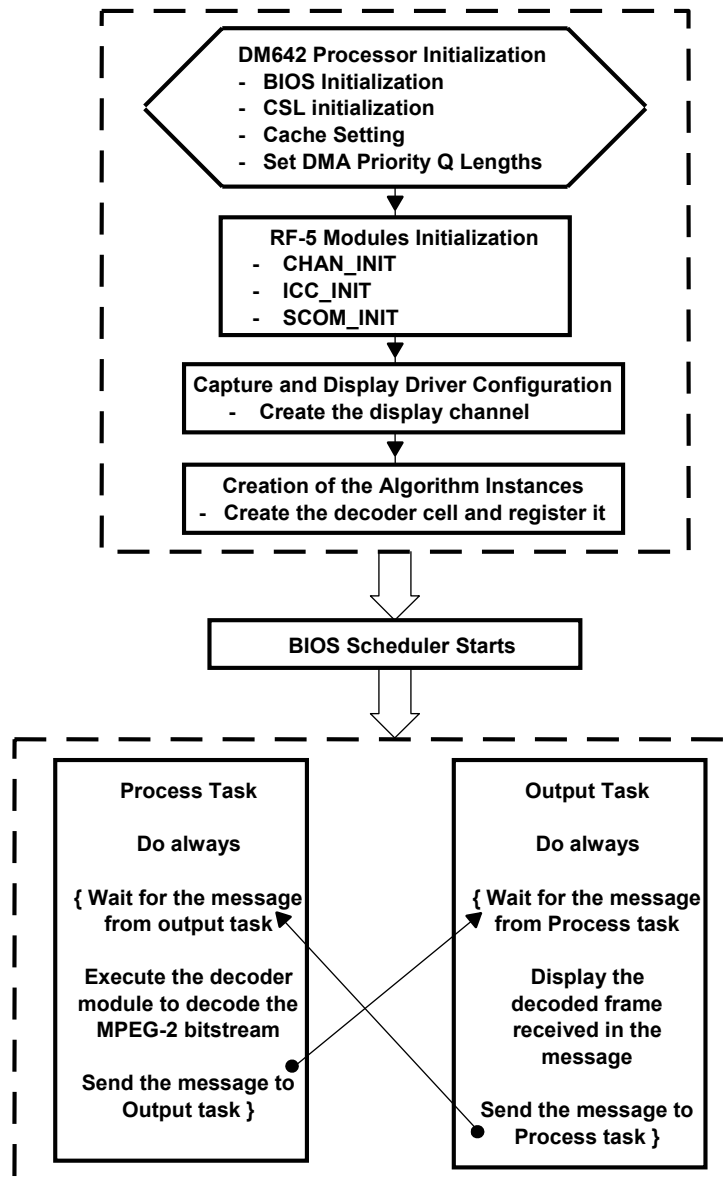 DM642 Processor Initialization
- BIOS Initialization
- CSL initialization
- Cache Setting
- Set DMA Priority Q Lengths
RF-5 Modules Initialization
- CHAN_INIT
- ICC_INIT
- SCOM_INIT
Capture and Display Driver Configuration
- Create the display channel
Creation of the Algorithm Instances
- Create the decoder cell and register it
BIOS Scheduler Starts
Process Task
Do always
{ Wait for the message
from output task
Execute the decoder
module to decode the
MPEG-2 bitstream
Send the message to
Output task }
Output Task
Do always
{ Wait for the message
from Process task
Display the
decoded frame
received in the
message
Send the message to
Process task }